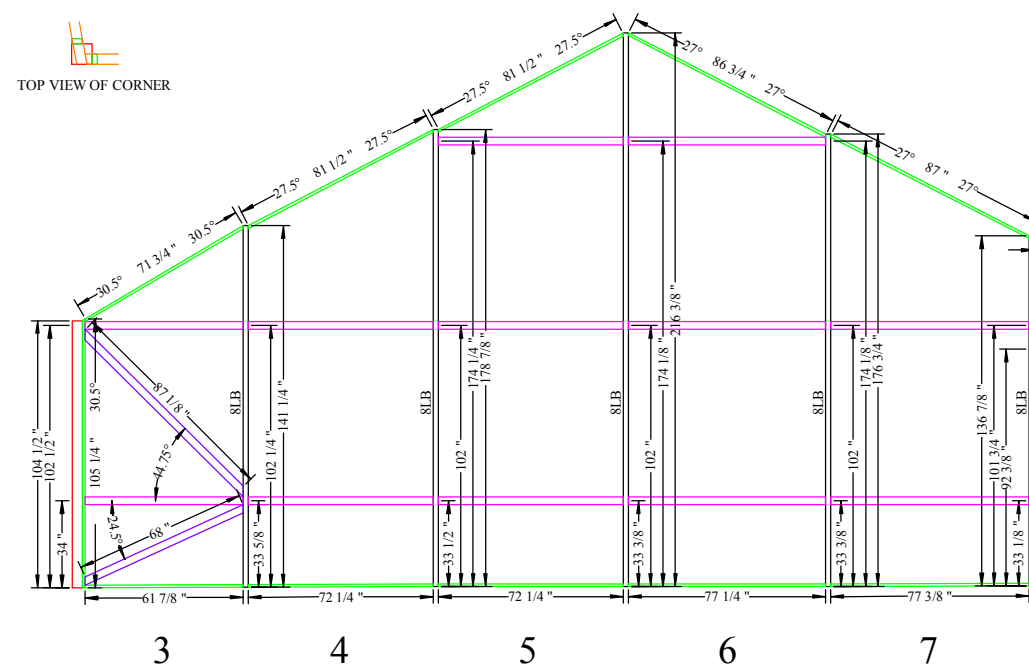 TOP VIEW OF CORNER
30.5° 71 3/4 " 30.5°
27.5° 81 1/2 " 27.5°
27.5° 81 1/2 " 27.5°
27° 86 3/4 " 27°
27° 87 " 27°
104 1/2 "
102 1/2 "
34 "
30.5°
105 1/4 "
87 1/8 "
44.75°
24.5°
68 "
8LB
141 1/4 "
102 1/4 "
33 5/8 "
8LB
174 1/4 "
178 7/8 "
102 "
33 1/2 "
8LB
216 3/8 "
174 1/8 "
102 "
33 3/8 "
8LB
174 1/8 "
176 3/4 "
102 "
33 3/8 "
136 7/8 "
101 3/4 "
92 3/8 "
33 1/8 "
61 7/8 "
72 1/4 "
72 1/4 "
77 1/4 "
77 3/8 "
3
4
5
6
7